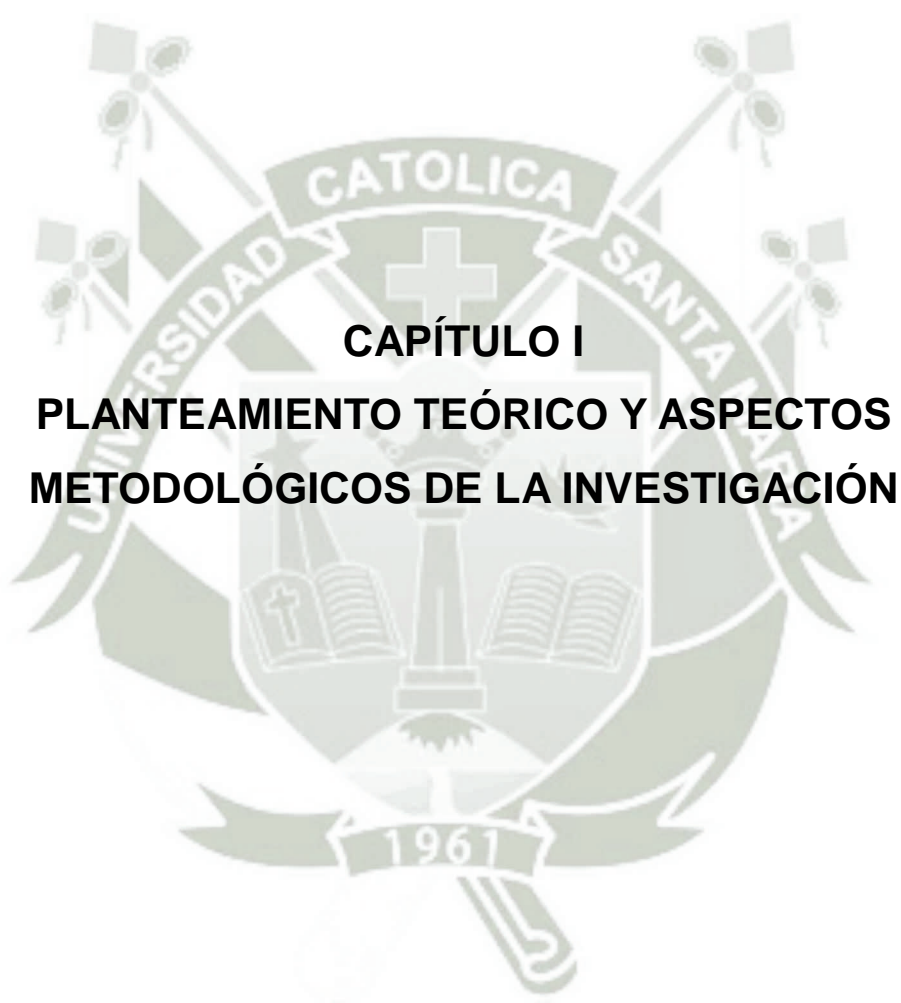 CATOLICA
UNIVERSIDAD
SANTA MARIA
CAPÍTULO I
PLANTEAMIENTO TEÓRICO Y ASPECTOS
METODOLÓGICOS DE LA INVESTIGACIÓN
1961